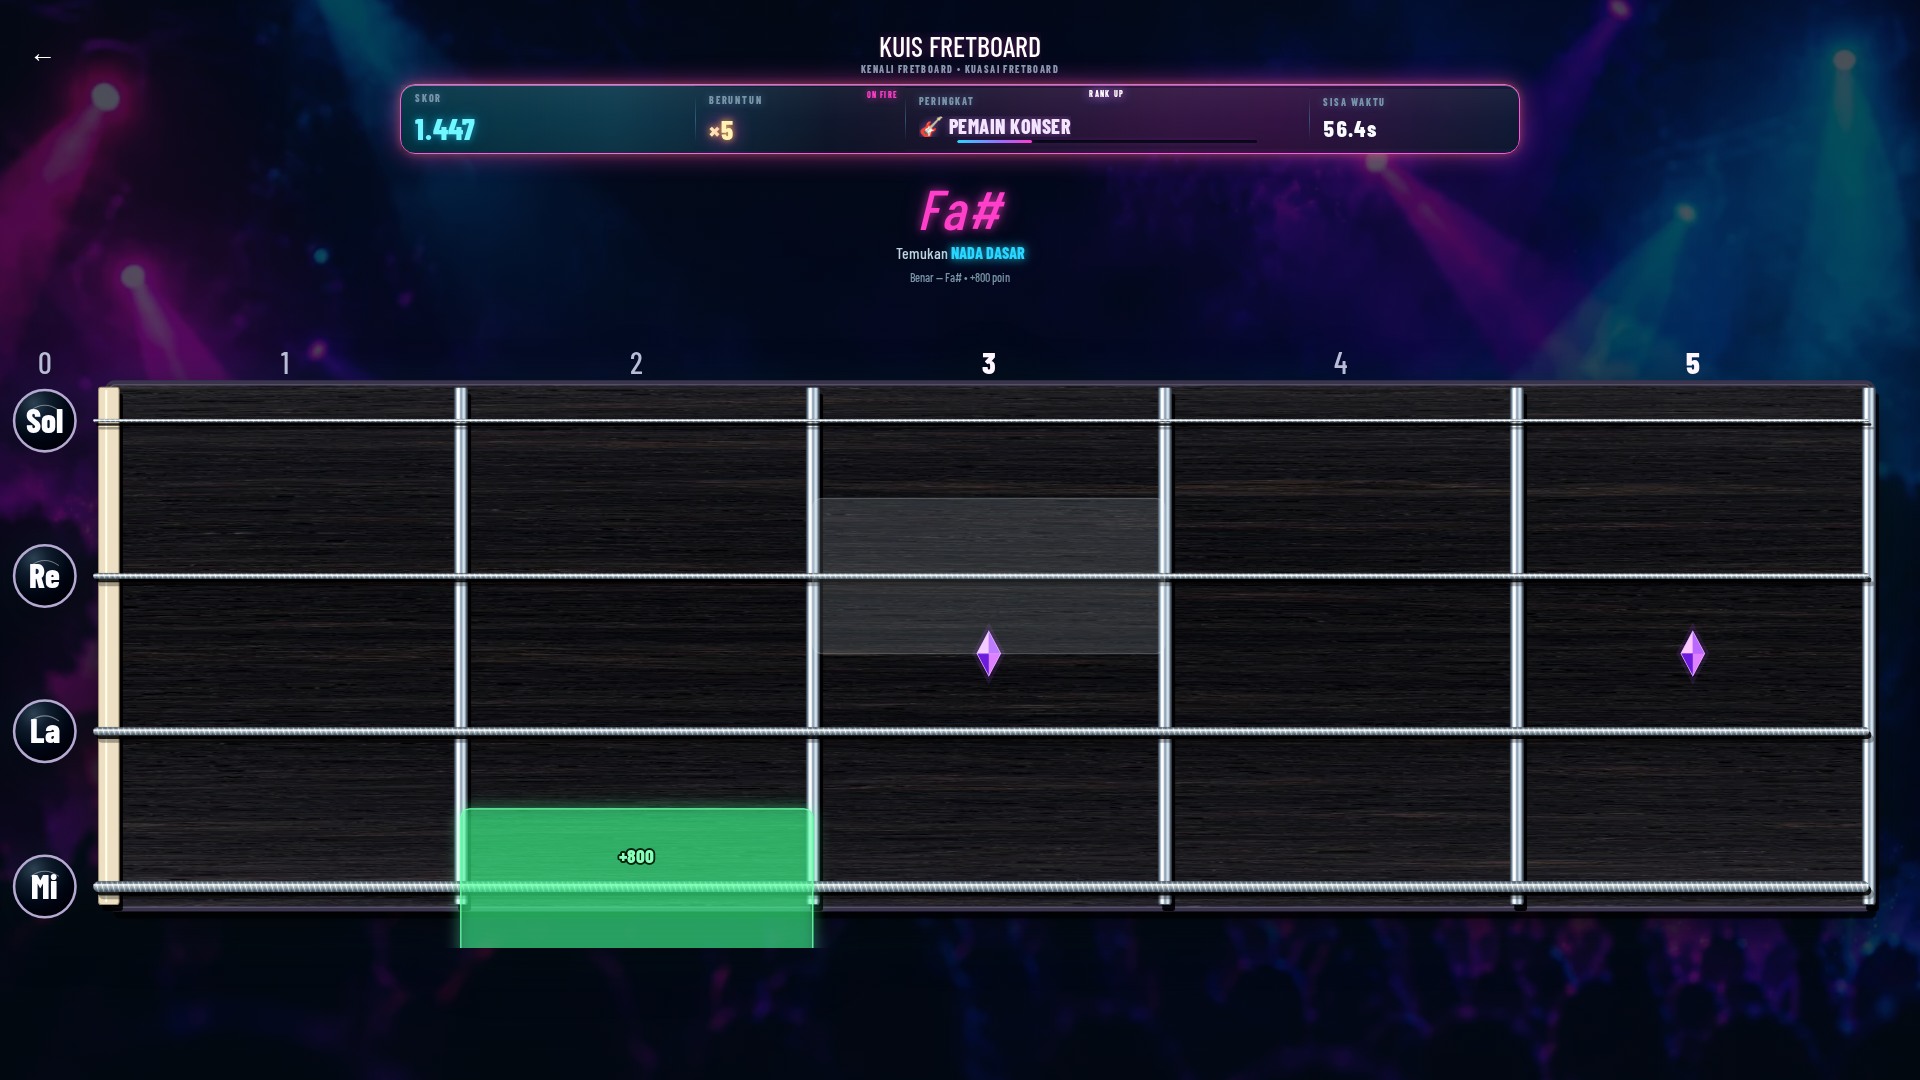 ←
KUIS FRETBOARD
KENALI FRETBOARD • KUASAI FRETBOARD
SKOR
1.447
BERUNTUN
×5
ON FIRE
PERINGKAT
PEMAIN KONSER
RANK UP
SISA WAKTU
56.4s
Fa#
Temukan NADA DASAR
Benar – Fa# • +800 poin
0 1 2 3 4 5
Sol
Re
La
+800
Mi